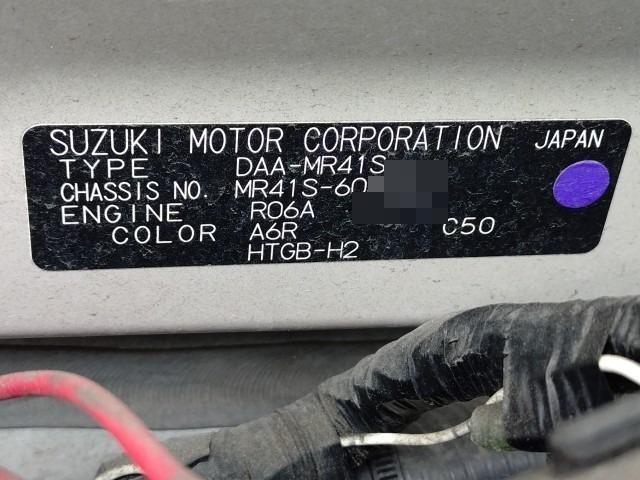 SUZUKI MOTOR CORPORATION JAPAN
TYPE DAA-MR41S
CHASSIS NO. MR41S-60
ENGINE R06A
COLOR A6R C50
HTGB-H2